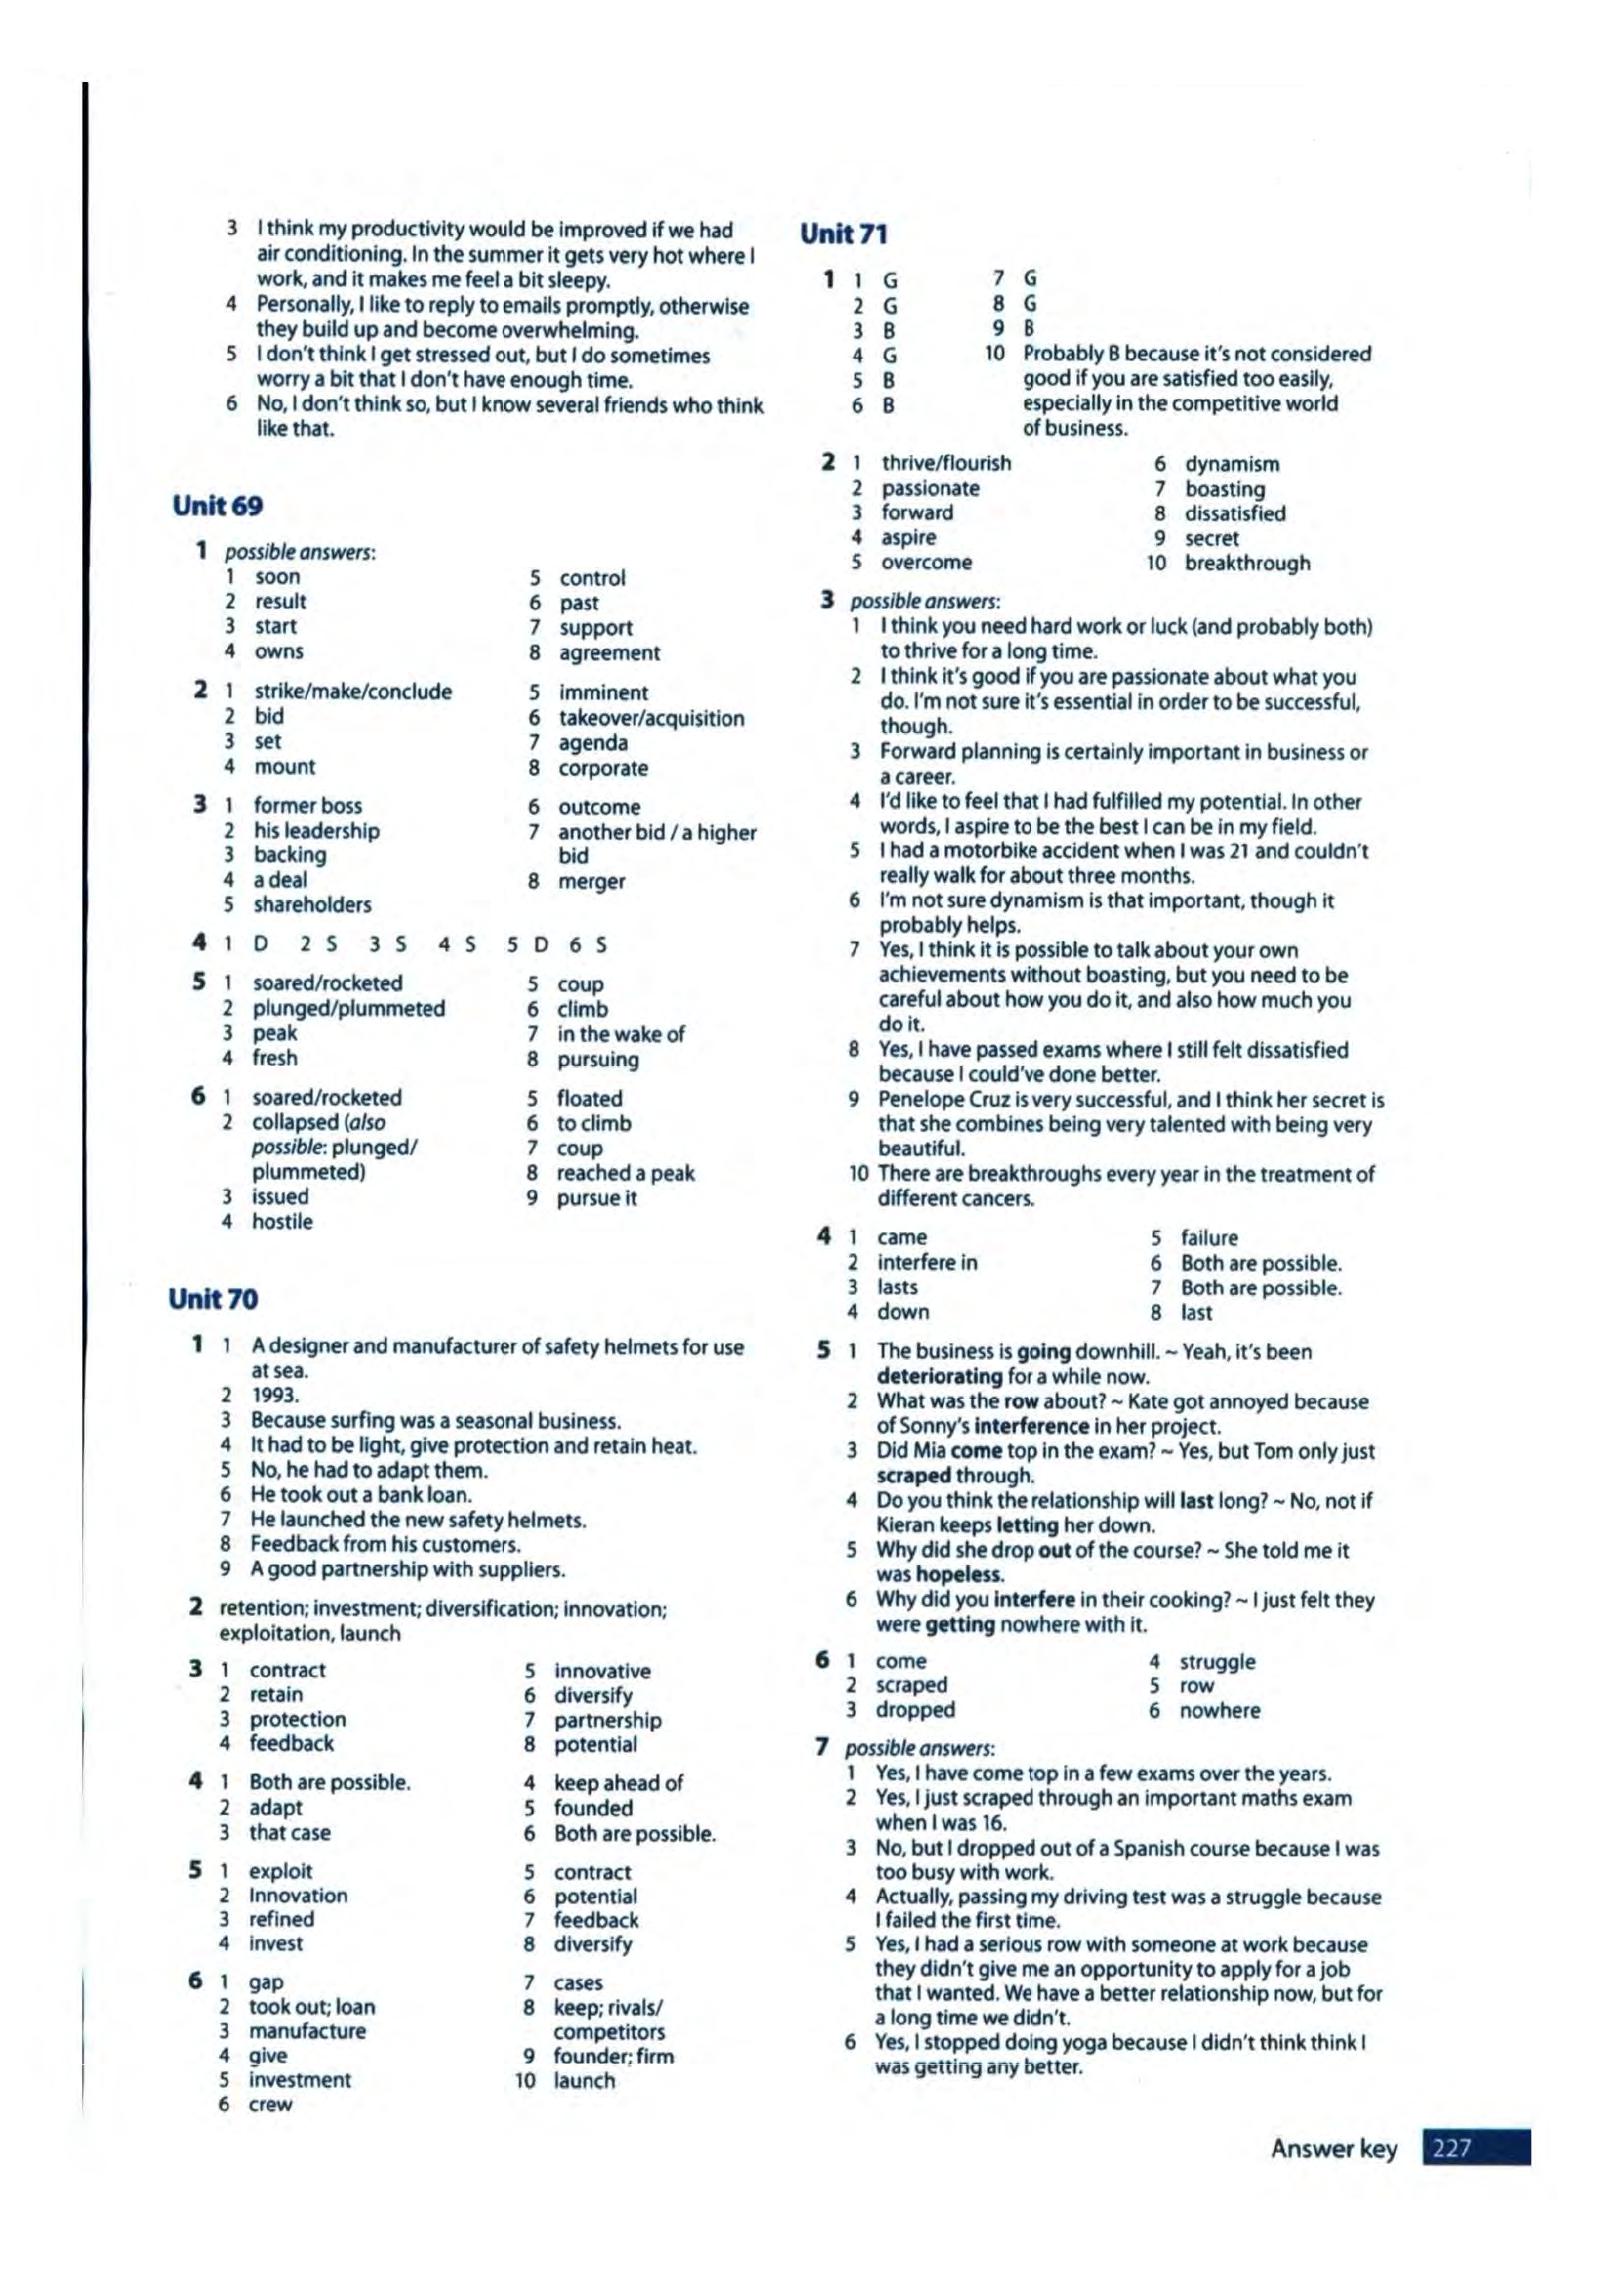 3 I think my productivity would be improved if we had
air conditioning. In the summer it gets very hot where I
work, and it makes me feel a bit sleepy.
4 Personally, I like to reply to emails promptly, otherwise
they build up and become overwhelming.
5 I don't think I get stressed out, but I do sometimes
worry a bit that I don't have enough time.
6 No, I don't think so, but I know several friends who think
like that.
Unit 69
1 possible answers:
1 soon 5 control
2 result 6 past
3 start 7 support
4 owns 8 agreement
2 1 strike/make/conclude 5 imminent
2 bid 6 takeover/acquisition
3 set 7 agenda
4 mount 8 corporate
3 1 former boss 6 outcome
2 his leadership 7 another bid / a higher
3 backing bid
4 a deal 8 merger
5 shareholders
4 1 D 2 S 3 S 4 S 5 D 6 S
5 1 soared/rocketed 5 coup
2 plunged/plummeted 6 climb
3 peak 7 in the wake of
4 fresh 8 pursuing
6 1 soared/rocketed 5 floated
2 collapsed (also 6 to climb
possible: plunged/ 7 coup
plummeted) 8 reached a peak
3 issued 9 pursue it
4 hostile
Unit 70
1 1 A designer and manufacturer of safety helmets for use
at sea.
2 1993.
3 Because surfing was a seasonal business.
4 It had to be light, give protection and retain heat.
5 No, he had to adapt them.
6 He took out a bank loan.
7 He launched the new safety helmets.
8 Feedback from his customers.
9 A good partnership with suppliers.
2 retention; investment; diversification; innovation;
exploitation, launch
3 1 contract 5 innovative
2 retain 6 diversify
3 protection 7 partnership
4 feedback 8 potential
4 1 Both are possible. 4 keep ahead of
2 adapt 5 founded
3 that case 6 Both are possible.
5 1 exploit 5 contract
2 Innovation 6 potential
3 refined 7 feedback
4 invest 8 diversify
6 1 gap 7 cases
2 took out; loan 8 keep; rivals/
3 manufacture competitors
4 give 9 founder; firm
5 investment 10 launch
6 crew
Unit 71
1 1 G 7 G
2 G 8 G
3 B 9 B
4 G 10 Probably B because it's not considered
5 B good if you are satisfied too easily,
6 B especially in the competitive world
of business.
2 1 thrive/flourish 6 dynamism
2 passionate 7 boasting
3 forward 8 dissatisfied
4 aspire 9 secret
5 overcome 10 breakthrough
3 possible answers:
1 I think you need hard work or luck (and probably both)
to thrive for a long time.
2 I think it's good if you are passionate about what you
do. I'm not sure it's essential in order to be successful,
though.
3 Forward planning is certainly important in business or
a career.
4 I'd like to feel that I had fulfilled my potential. In other
words, I aspire to be the best I can be in my field.
5 I had a motorbike accident when I was 21 and couldn't
really walk for about three months.
6 I'm not sure dynamism is that important, though it
probably helps.
7 Yes, I think it is possible to talk about your own
achievements without boasting, but you need to be
careful about how you do it, and also how much you
do it.
8 Yes, I have passed exams where I still felt dissatisfied
because I could've done better.
9 Penelope Cruz is very successful, and I think her secret is
that she combines being very talented with being very
beautiful.
10 There are breakthroughs every year in the treatment of
different cancers.
4 1 came 5 failure
2 interfere in 6 Both are possible.
3 lasts 7 Both are possible.
4 down 8 last
5 1 The business is going downhill. ~ Yeah, it's been
deteriorating for a while now.
2 What was the row about? ~ Kate got annoyed because
of Sonny's interference in her project.
3 Did Mia come top in the exam? ~ Yes, but Tom only just
scraped through.
4 Do you think the relationship will last long? ~ No, not if
Kieran keeps letting her down.
5 Why did she drop out of the course? ~ She told me it
was hopeless.
6 Why did you interfere in their cooking? ~ I just felt they
were getting nowhere with it.
6 1 come 4 struggle
2 scraped 5 row
3 dropped 6 nowhere
7 possible answers:
1 Yes, I have come top in a few exams over the years.
2 Yes, I just scraped through an important maths exam
when I was 16.
3 No, but I dropped out of a Spanish course because I was
too busy with work.
4 Actually, passing my driving test was a struggle because
I failed the first time.
5 Yes, I had a serious row with someone at work because
they didn't give me an opportunity to apply for a job
that I wanted. We have a better relationship now, but for
a long time we didn't.
6 Yes, I stopped doing yoga because I didn't think think I
was getting any better.
Answer key 227